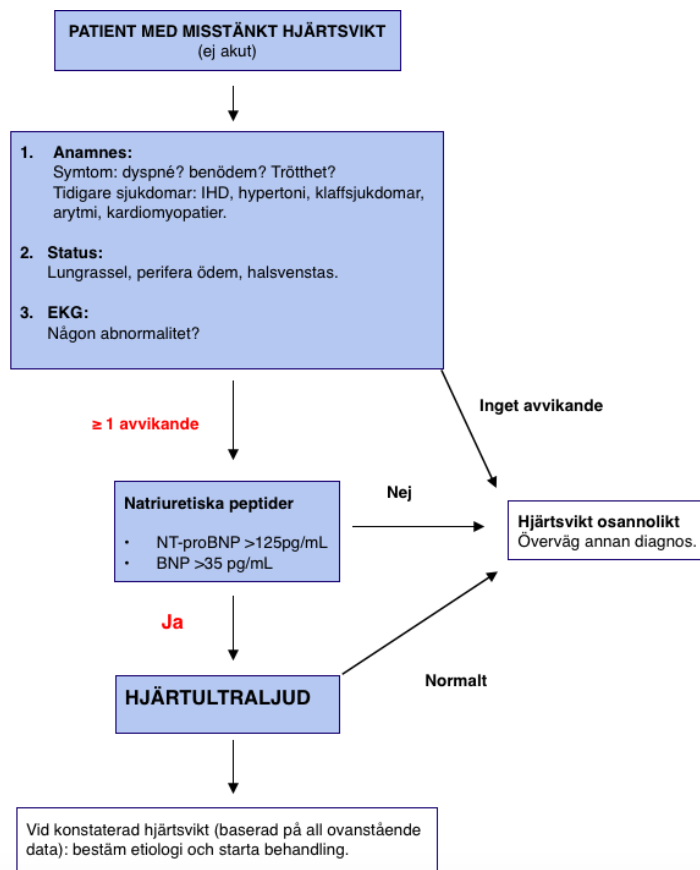 PATIENT MED MISSTÄNKT HJÄRTSVIKT
(ej akut)
1. Anamnes:
Symtom: dyspné? benödem? Trötthet?
Tidigare sjukdomar: IHD, hypertoni, klaffsjukdomar,
arytmi, kardiomyopatier.
2. Status:
Lungrassel, perifera ödem, halsvenstas.
3. EKG:
Någon abnormalitet?
Inget avvikande
≥ 1 avvikande
Natriuretiska peptider
• NT-proBNP >125pg/mL
• BNP >35 pg/mL
Nej
Hjärtsvikt osannolikt
Överväg annan diagnos.
Ja
HJÄRTULTRALJUD
Normalt
Vid konstaterad hjärtsvikt (baserad på all ovanstående
data): bestäm etiologi och starta behandling.